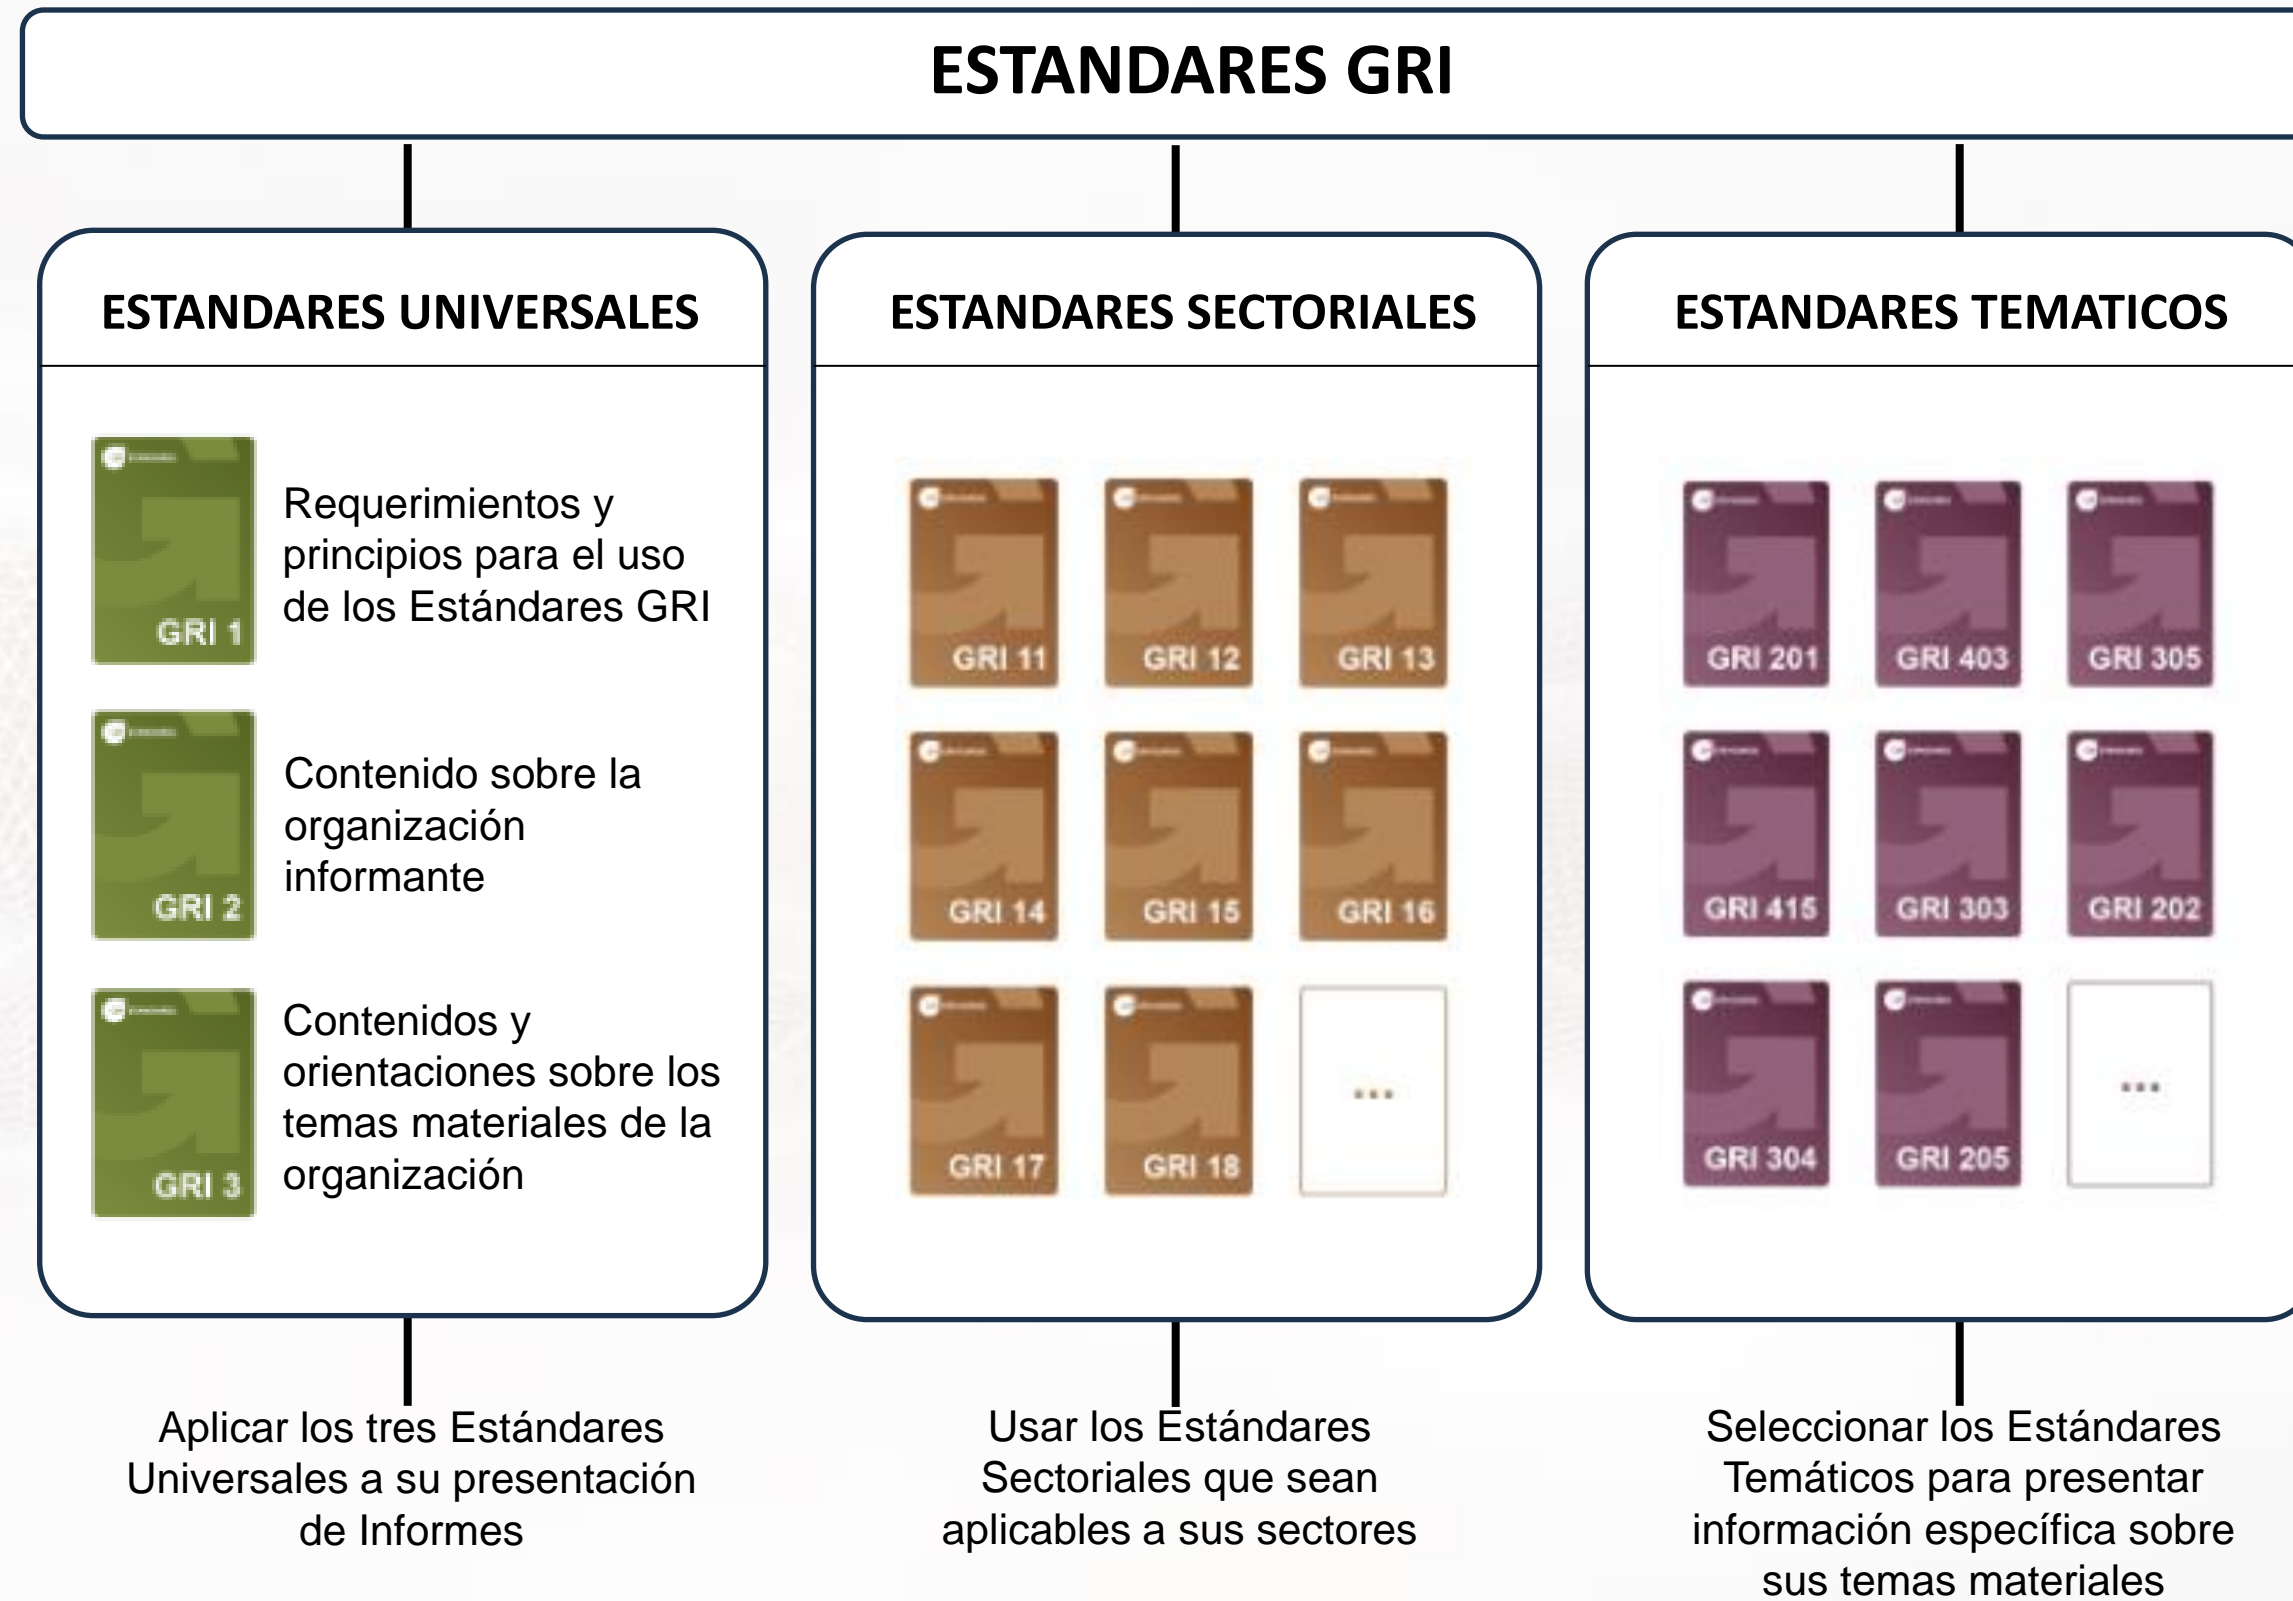 ESTANDARES GRI
ESTANDARES UNIVERSALES
GRI 1
Requerimientos y
principios para el uso
de los Estándares GRI
GRI 2
Contenido sobre la
organización
informante
GRI 3
Contenidos y
orientaciones sobre los
temas materiales de la
organización
Aplicar los tres Estándares
Universales a su presentación
de Informes
ESTANDARES SECTORIALES
GRI 11
GRI 12
GRI 13
GRI 14
GRI 15
GRI 16
GRI 17
GRI 18
...
Usar los Estándares
Sectoriales que sean
aplicables a sus sectores
ESTANDARES TEMATICOS
GRI 201
GRI 403
GRI 305
GRI 415
GRI 303
GRI 202
GRI 304
GRI 205
...
Seleccionar los Estándares
Temáticos para presentar
información específica sobre
sus temas materiales